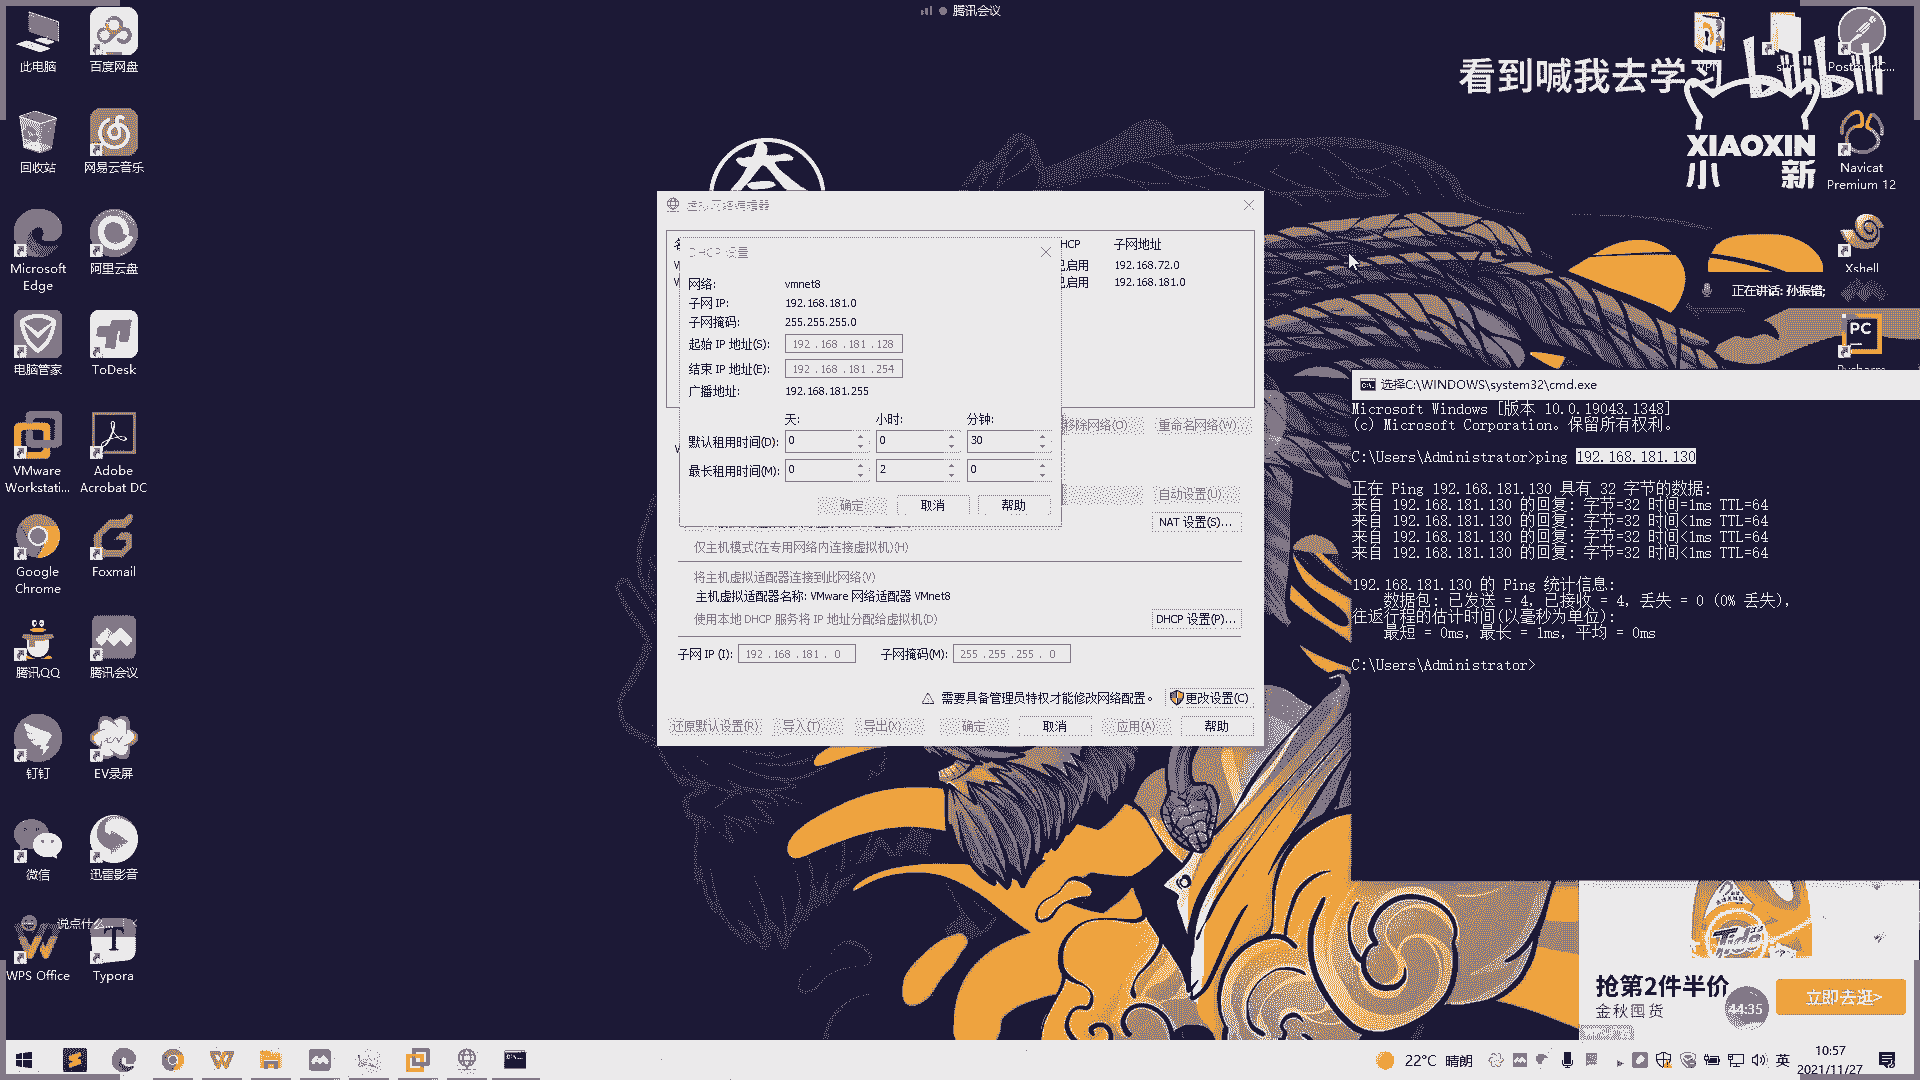 腾讯会议
此电脑
百度网盘
回收站
网易云音乐
Microsoft Edge
阿里云盘
电脑管家
ToDesk
VMware Workstati...
Adobe Acrobat DC
Google Chrome
Foxmail
腾讯QQ
腾讯会议
钉钉
EV录屏
微信
迅雷影音
说点什么...
WPS Office
Typora
看到喊我去学习
bilibili
XIAOXIN
小新
VPN
PostmanC...
Navicat Premium 12
Xshell
正在讲话: 孙振错;
PC
虚拟网络编辑器
HCP 子网地址
已启用 192.168.72.0
已启用 192.168.181.0
DHCP 设置
网络: vmnet8
子网 IP: 192.168.181.0
子网掩码: 255.255.255.0
起始 IP 地址(S): 192 . 168 . 181 . 128
结束 IP 地址(E): 192 . 168 . 181 . 254
广播地址: 192.168.181.255
天: 小时: 分钟:
默认租用时间(D): 0 0 30
最长租用时间(M): 0 2 0
确定 取消 帮助
移除网络(O) 重命名网络(W)...
自动设置(U)...
NAT 设置(S)...
仅主机模式(在专用网络内连接虚拟机)(H)
将主机虚拟适配器连接到此网络(V)
主机虚拟适配器名称: VMware 网络适配器 VMnet8
使用本地 DHCP 服务将 IP 地址分配给虚拟机(D)
DHCP 设置(P)...
子网 IP (I): 192 . 168 . 181 . 0 子网掩码(M): 255 . 255 . 255 . 0
需要具备管理员特权才能修改网络配置。 更改设置(C)
还原默认设置(R) 导入(T)... 导出(X)... 确定 取消 应用(A) 帮助
选择C:\WINDOWS\system32\cmd.exe
Microsoft Windows [版本 10.0.19043.1348]
(c) Microsoft Corporation。保留所有权利。
C:\Users\Administrator>ping 192.168.181.130
正在 Ping 192.168.181.130 具有 32 字节的数据:
来自 192.168.181.130 的回复: 字节=32 时间=1ms TTL=64
来自 192.168.181.130 的回复: 字节=32 时间<1ms TTL=64
来自 192.168.181.130 的回复: 字节=32 时间<1ms TTL=64
来自 192.168.181.130 的回复: 字节=32 时间<1ms TTL=64
192.168.181.130 的 Ping 统计信息:
数据包: 已发送 = 4，已接收 = 4，丢失 = 0 (0% 丢失)，
往返行程的估计时间(以毫秒为单位):
最短 = 0ms，最长 = 1ms，平均 = 0ms
C:\Users\Administrator>
Tide
抢第2件半价
金秋囤货
44:35
立即去逛>
22°C 晴朗
英
10:57
2021/11/27